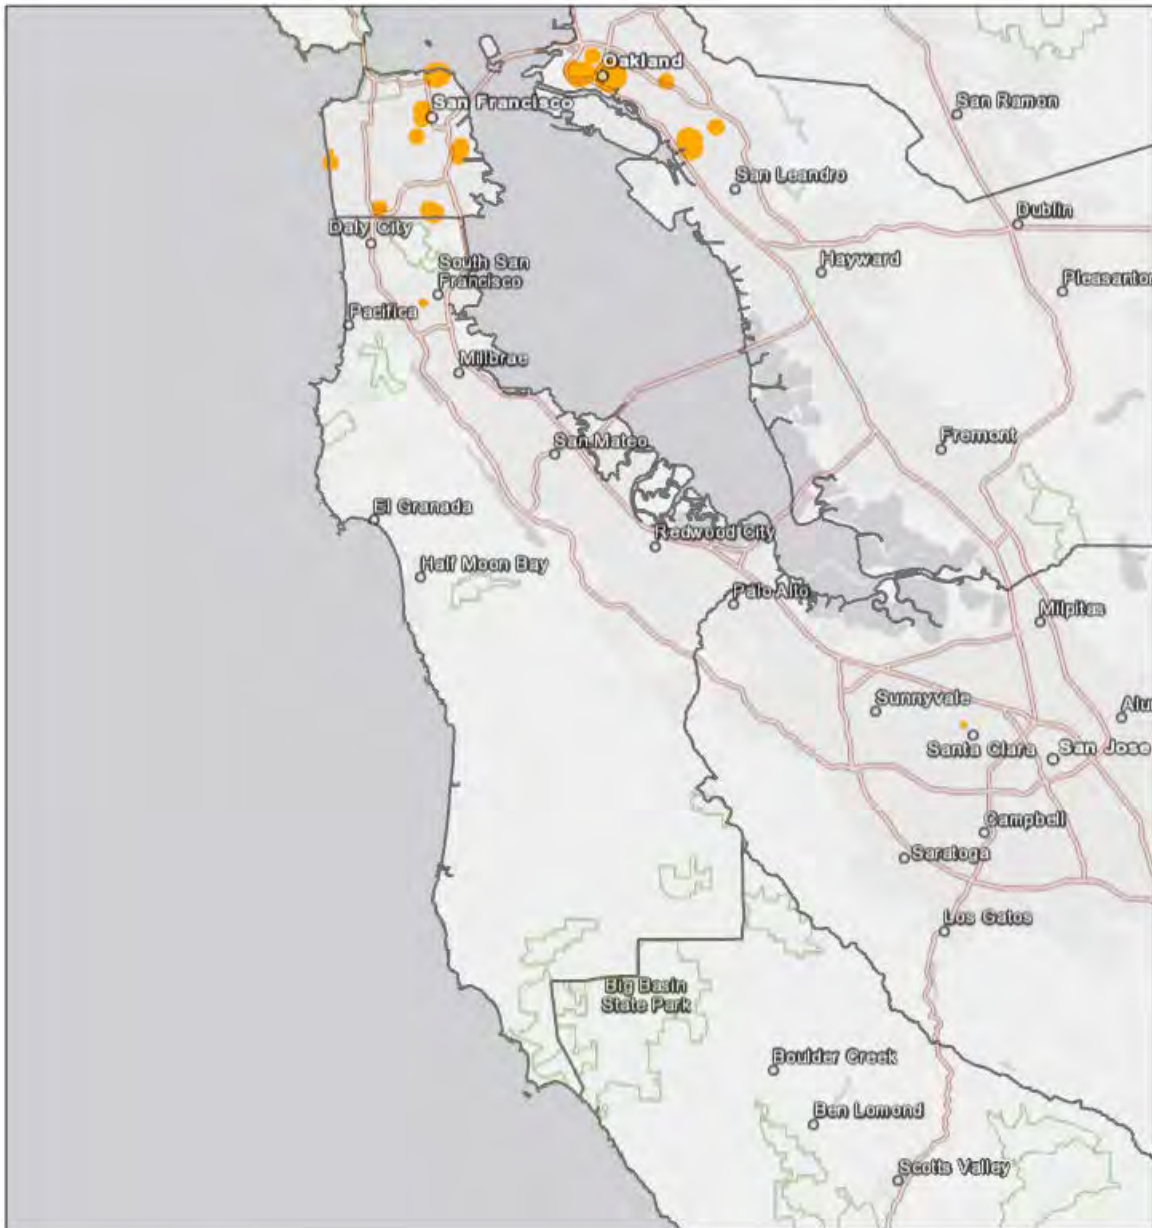 Oakland
San Ramon
San Francisco
San Leandro
Dublin
Daly City
Hayward
South San
Francisco
Pleasanton
Pacifica
Millbrae
San Mateo
Fremont
El Granada
Redwood City
Half Moon Bay
Palo Alto
Milpitas
Sunnyvale
Alu
Santa Clara
San Jose
Campbell
Saratoga
Los Gatos
Big Basin
State Park
Boulder Creek
Ben Lomond
Scotts Valley